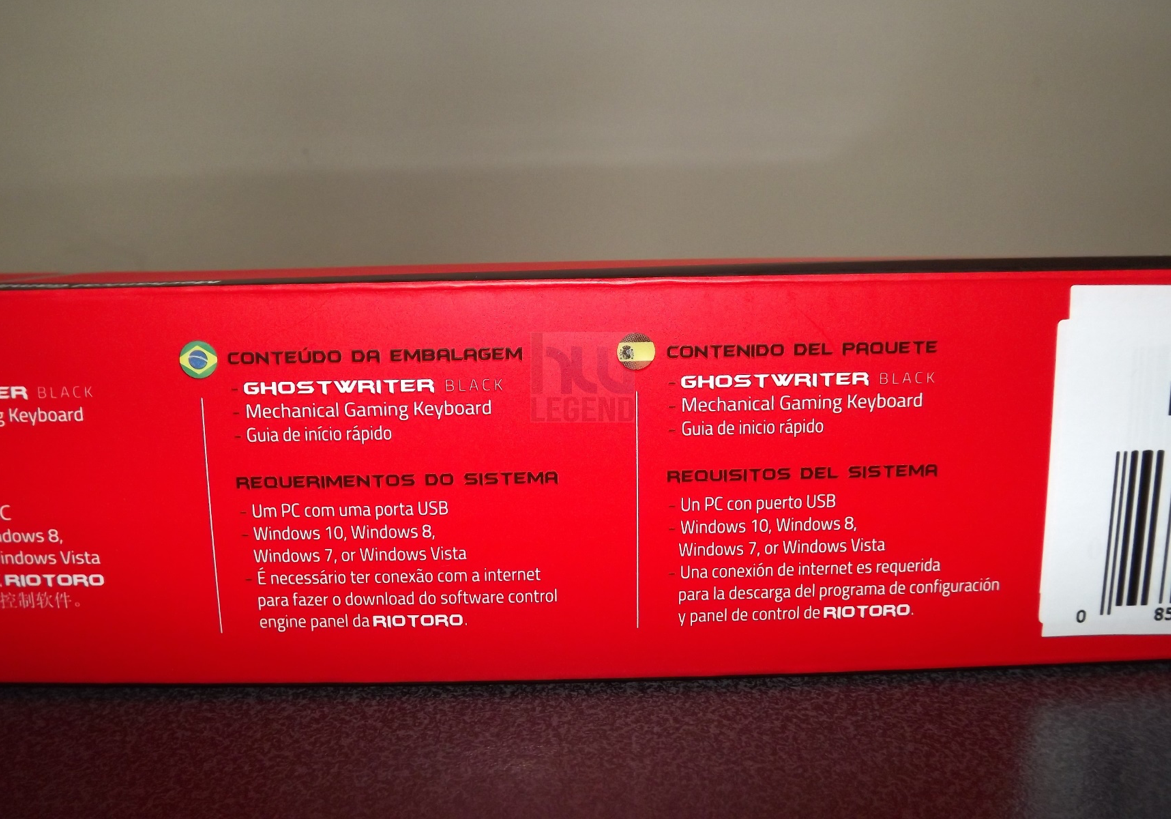 ER BLACK
g Keyboard
C
dows 8,
indows Vista
RIOTORO
控制软件。
CONTEÚDO DA EMBALAGEM
- GHOSTWRITER BLACK
- Mechanical Gaming Keyboard
- Guia de início rápido
REQUERIMENTOS DO SISTEMA
- Um PC com uma porta USB
- Windows 10, Windows 8,
Windows 7, or Windows Vista
- É necessário ter conexão com a internet
para fazer o download do software control
engine panel da RIOTORO.
CONTENIDO DEL PAQUETE
- GHOSTWRITER BLACK
- Mechanical Gaming Keyboard
- Guia de inicio rápido
REQUISITOS DEL SISTEMA
- Un PC con puerto USB
- Windows 10, Windows 8,
Windows 7, or Windows Vista
- Una conexión de internet es requerida
para la descarga del programa de configuración
y panel de control de RIOTORO.
LEGEND
0 85